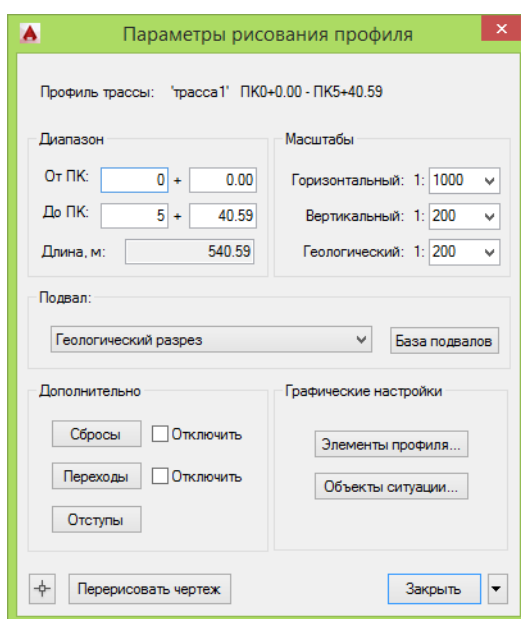 Параметры рисования профиля
Профиль трассы: 'трасса1' ПК0+0.00 - ПК5+40.59
Диапазон
От ПК: 0 + 0.00
До ПК: 5 + 40.59
Длина, м: 540.59
Масштабы
Горизонтальный: 1: 1000
Вертикальный: 1: 200
Геологический: 1: 200
Подвал:
Геологический разрез База подвалов
Дополнительно
Сбросы Отключить
Переходы Отключить
Отступы
Графические настройки
Элементы профиля...
Объекты ситуации...
Перерисовать чертеж Закрыть